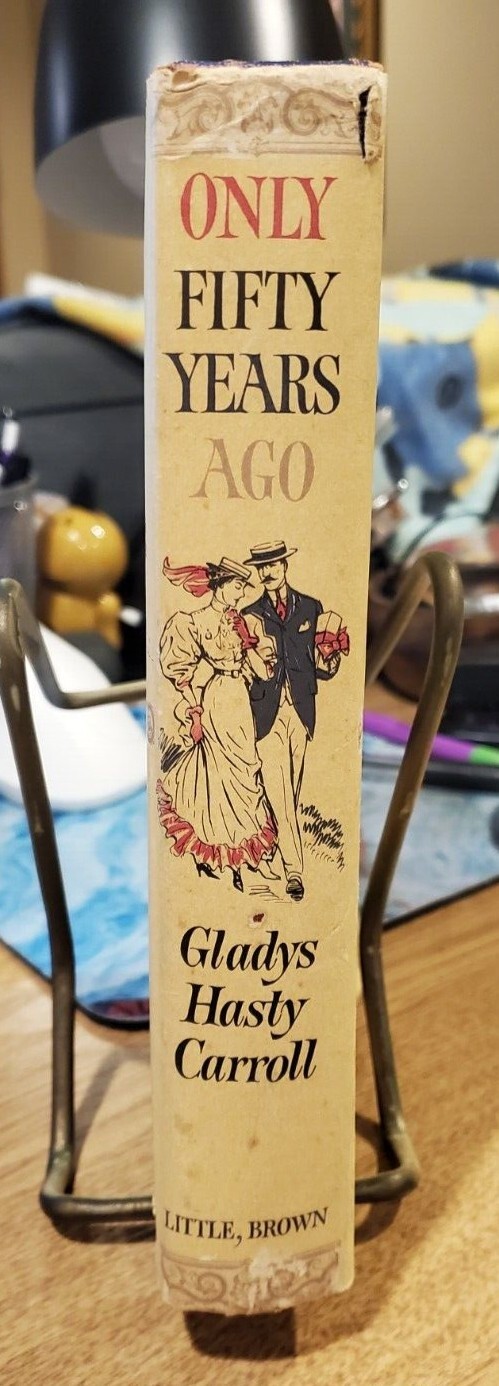 ONLY
FIFTY
YEARS
AGO
Gladys
Hasty
Carroll
LITTLE, BROWN